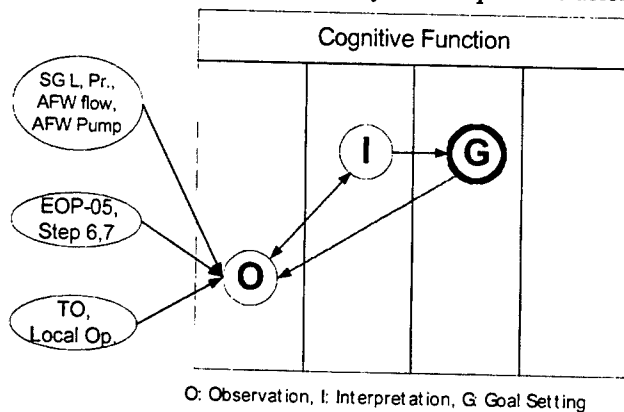 Cognitive Function
SG L, Pr.,
AFW flow,
AFW Pump
I
G
EOP-05,
Step 6,7
O
TO,
Local Op.
O: Observation, I: Interpretation, G: Goal Setting